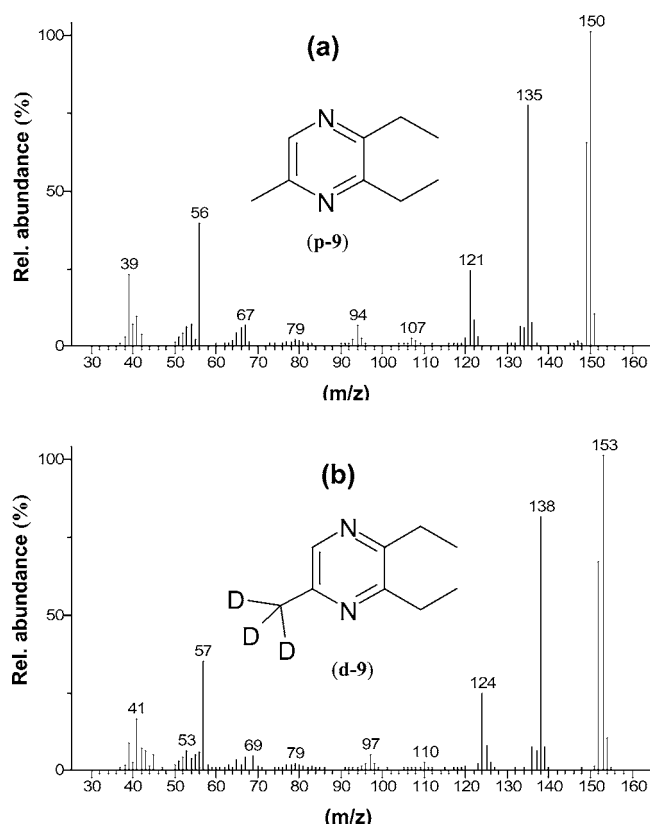 (a)
Rel. abundance (%)
100
50
0
150
135
121
107
94
79
67
56
39
N
N
(p-9)
30 40 50 60 70 80 90 100 110 120 130 140 150 160
(m/z)
(b)
Rel. abundance (%)
100
50
0
153
138
124
110
97
79
69
57
53
41
N
N
D
D
D
(d-9)
30 40 50 60 70 80 90 100 110 120 130 140 150 160
(m/z)